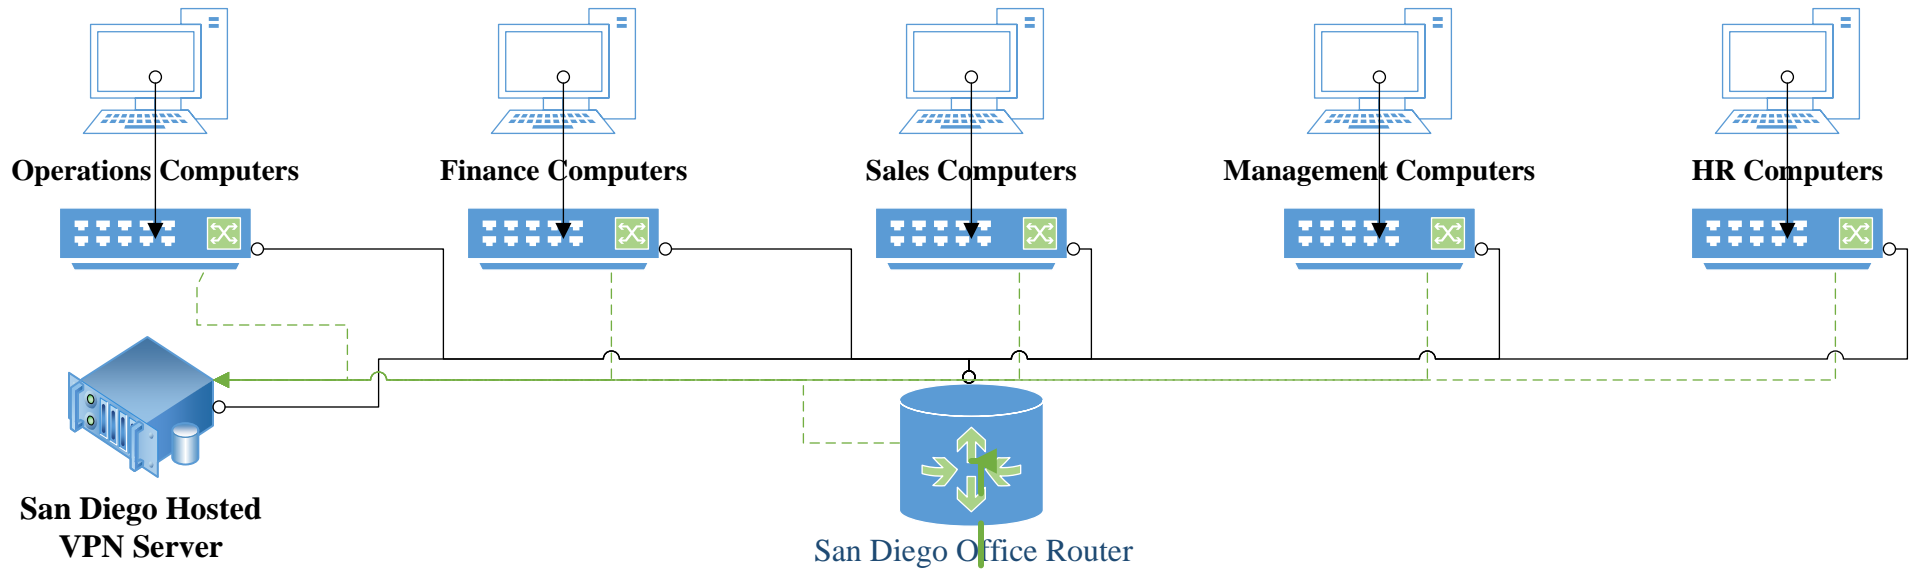 Operations Computers
Finance Computers
Sales Computers
Management Computers
HR Computers
San Diego Hosted
VPN Server
San Diego Office Router